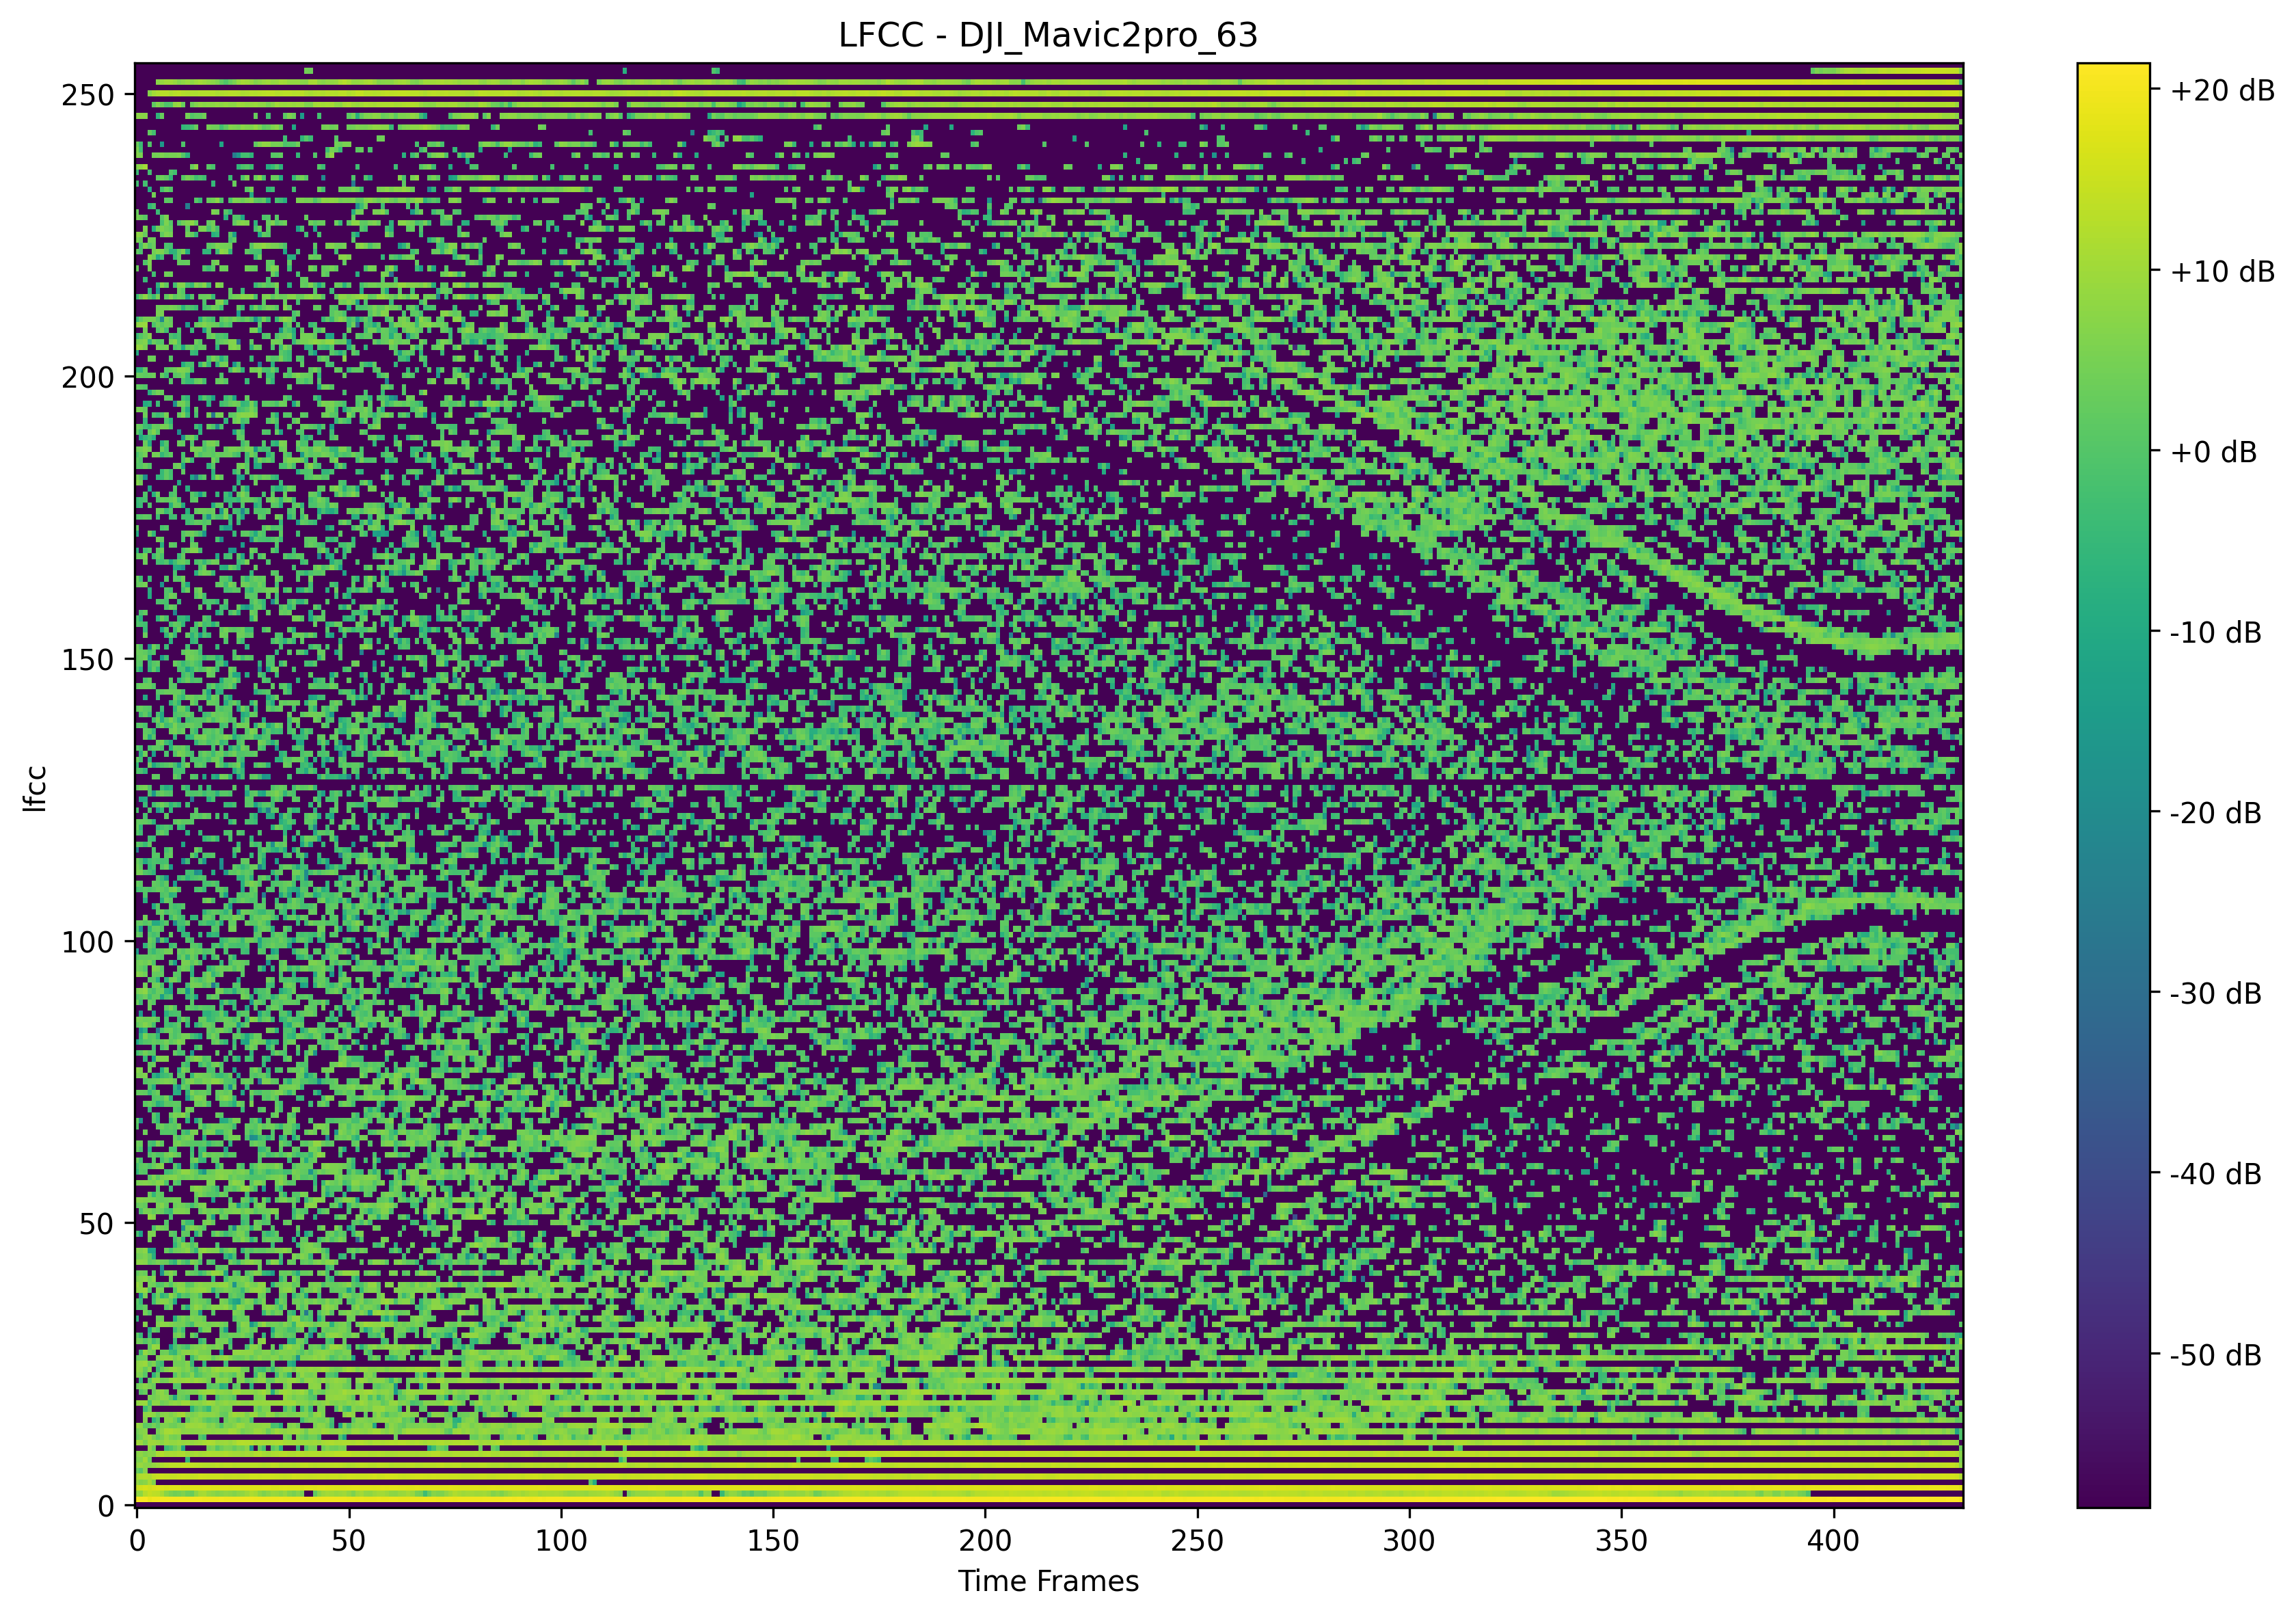 LFCC - DJI_Mavic2pro_63
250
200
150
100
50
0
lfcc
0 50 100 150 200 250 300 350 400
Time Frames
+20 dB
+10 dB
+0 dB
-10 dB
-20 dB
-30 dB
-40 dB
-50 dB